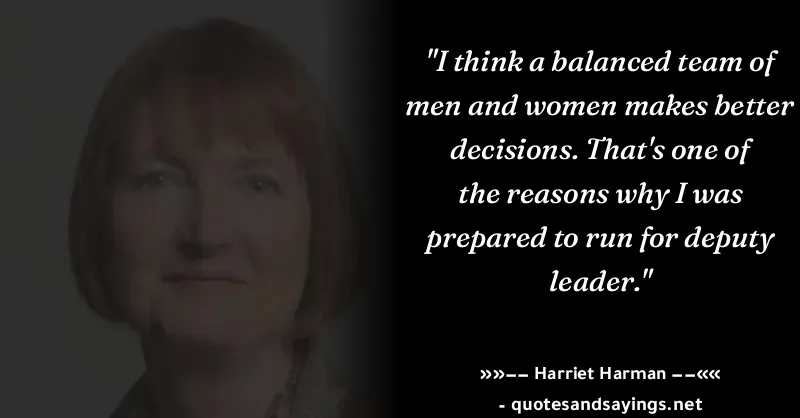 "I think a balanced team of
men and women makes better
decisions. That's one of
the reasons why I was
prepared to run for deputy
leader."
»»−− Harriet Harman −−««
- quotesandsayings.net